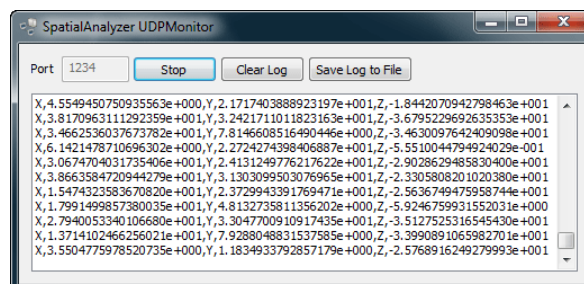 SpatialAnalyzer UDPMonitor
Port 1234 Stop Clear Log Save Log to File
X,4.5549450750935563e+000,Y,2.1717403888923197e+001,Z,-1.8442070942798463e+001
X,3.8170963111292359e+001,Y,3.2421711011823163e+001,Z,-3.6795229692635353e+001
X,3.4662536037673782e+001,Y,7.8146608516490446e+000,Z,-3.4630097642409098e+001
X,6.1421478710696302e+000,Y,2.2724274398406887e+001,Z,-5.5510044794924029e-001
X,3.0674704031735406e+001,Y,2.4131249776217622e+001,Z,-2.9028629485830400e+001
X,3.8663584720944279e+001,Y,3.1303099503076965e+001,Z,-2.3305808201020380e+001
X,1.5474323583670820e+001,Y,2.3729943391769471e+001,Z,-2.5636749475958744e+001
X,1.7991499857380035e+001,Y,4.8132735811356202e+000,Z,-5.9246759931552031e+000
X,2.7940053340106680e+001,Y,3.3047700910917435e+001,Z,-3.5127525316545430e+001
X,1.3714102466256021e+001,Y,7.9288048831537585e+000,Z,-3.3990891065982701e+001
X,3.5504775978520735e+000,Y,1.1834933792857179e+000,Z,-2.5768916249279993e+001